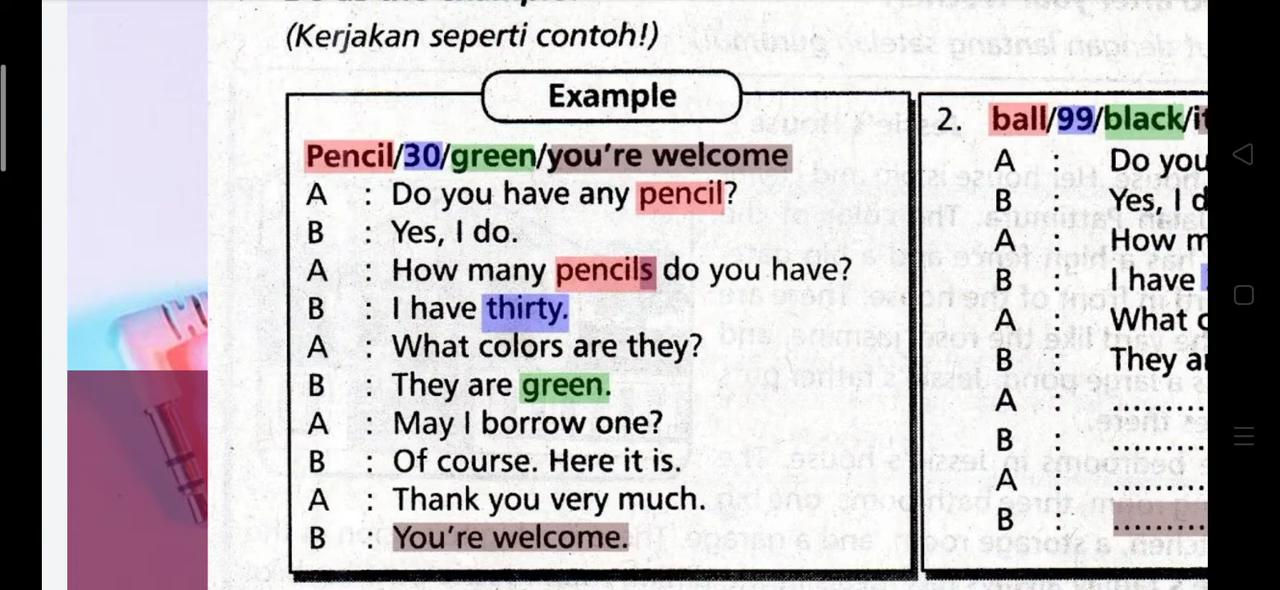 (Kerjakan seperti contoh!)
Example
Pencil/30/green/you're welcome
A : Do you have any pencil?
B : Yes, I do.
A : How many pencils do you have?
B : I have thirty.
A : What colors are they?
B : They are green.
A : May I borrow one?
B : Of course. Here it is.
A : Thank you very much.
B : You're welcome.
2. ball/99/black/it
A : Do you
B : Yes, I d
A : How m
B : I have
A : What c
B : They ar
A : ..........
B : ..........
A : ..........
B : ..........